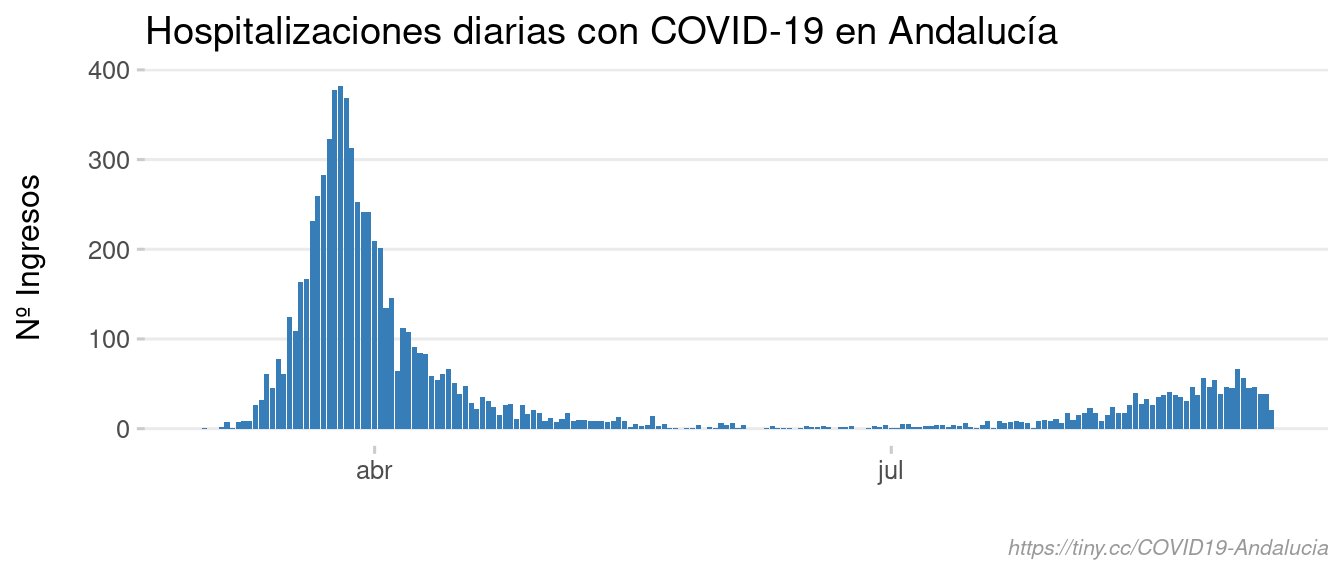 Hospitalizaciones diarias con COVID-19 en Andalucía
Nº Ingresos
400
300
200
100
0
abr
jul
https://tiny.cc/COVID19-Andalucia